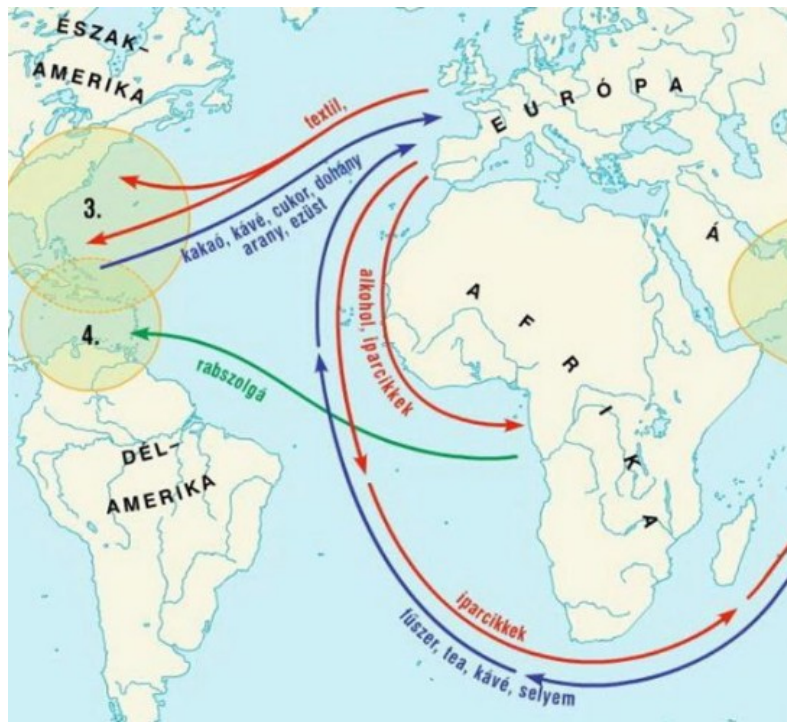 ÉSZAK–
AMERIKA
EURÓPA
textil,
3.
kakaó, kávé, cukor, dohány
arany, ezüst
Á
AFRIKA
alkohol, iparcikkek
4.
rabszolga
DÉL–
AMERIKA
iparcikkek
fűszer, tea, kávé, selyem